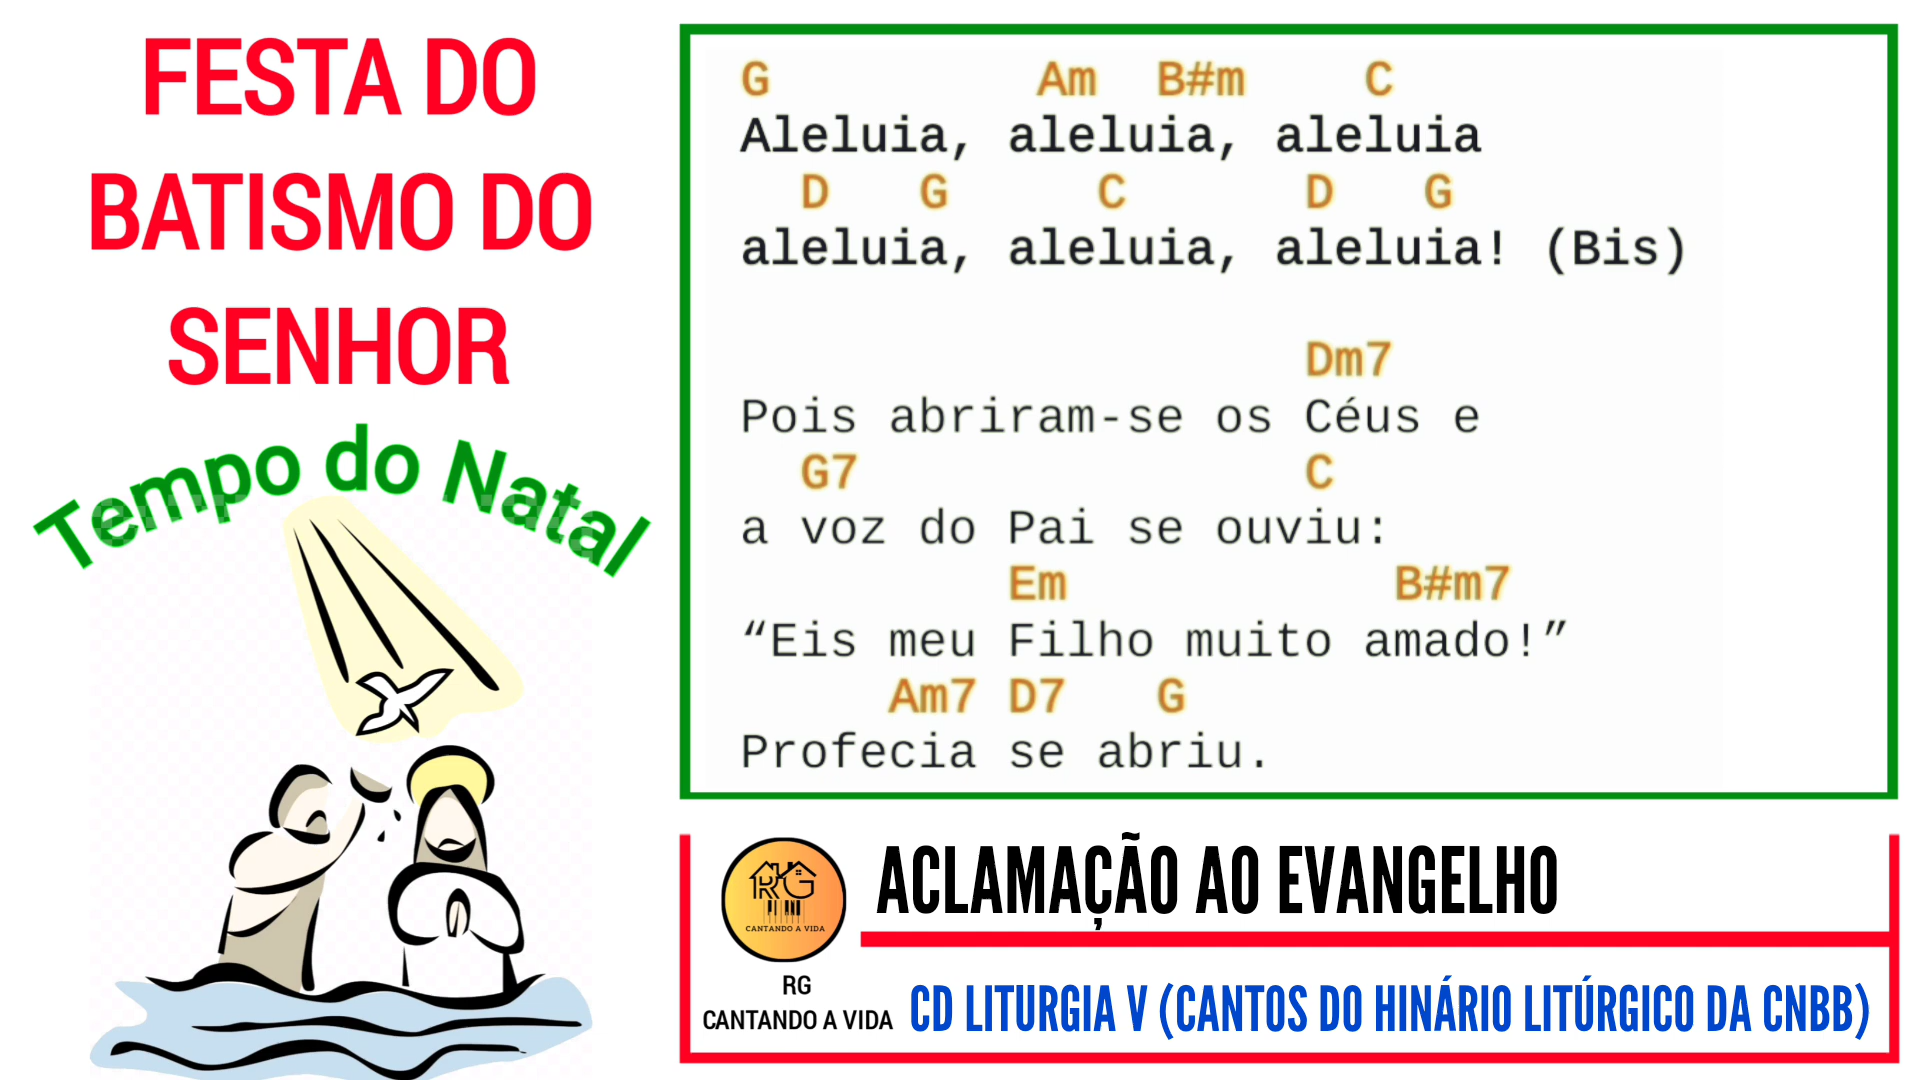 FESTA DO
BATISMO DO
SENHOR
Tempo do Natal
G Am B#m C
Aleluia, aleluia, aleluia
D G C D G
aleluia, aleluia, aleluia! (Bis)
Dm7
Pois abriram-se os Céus e
G7 C
a voz do Pai se ouviu:
Em B#m7
“Eis meu Filho muito amado!”
Am7 D7 G
Profecia se abriu.
RG
PIANO
CANTANDO A VIDA
RG
CANTANDO A VIDA
ACLAMAÇÃO AO EVANGELHO
CD LITURGIA V (CANTOS DO HINÁRIO LITÚRGICO DA CNBB)